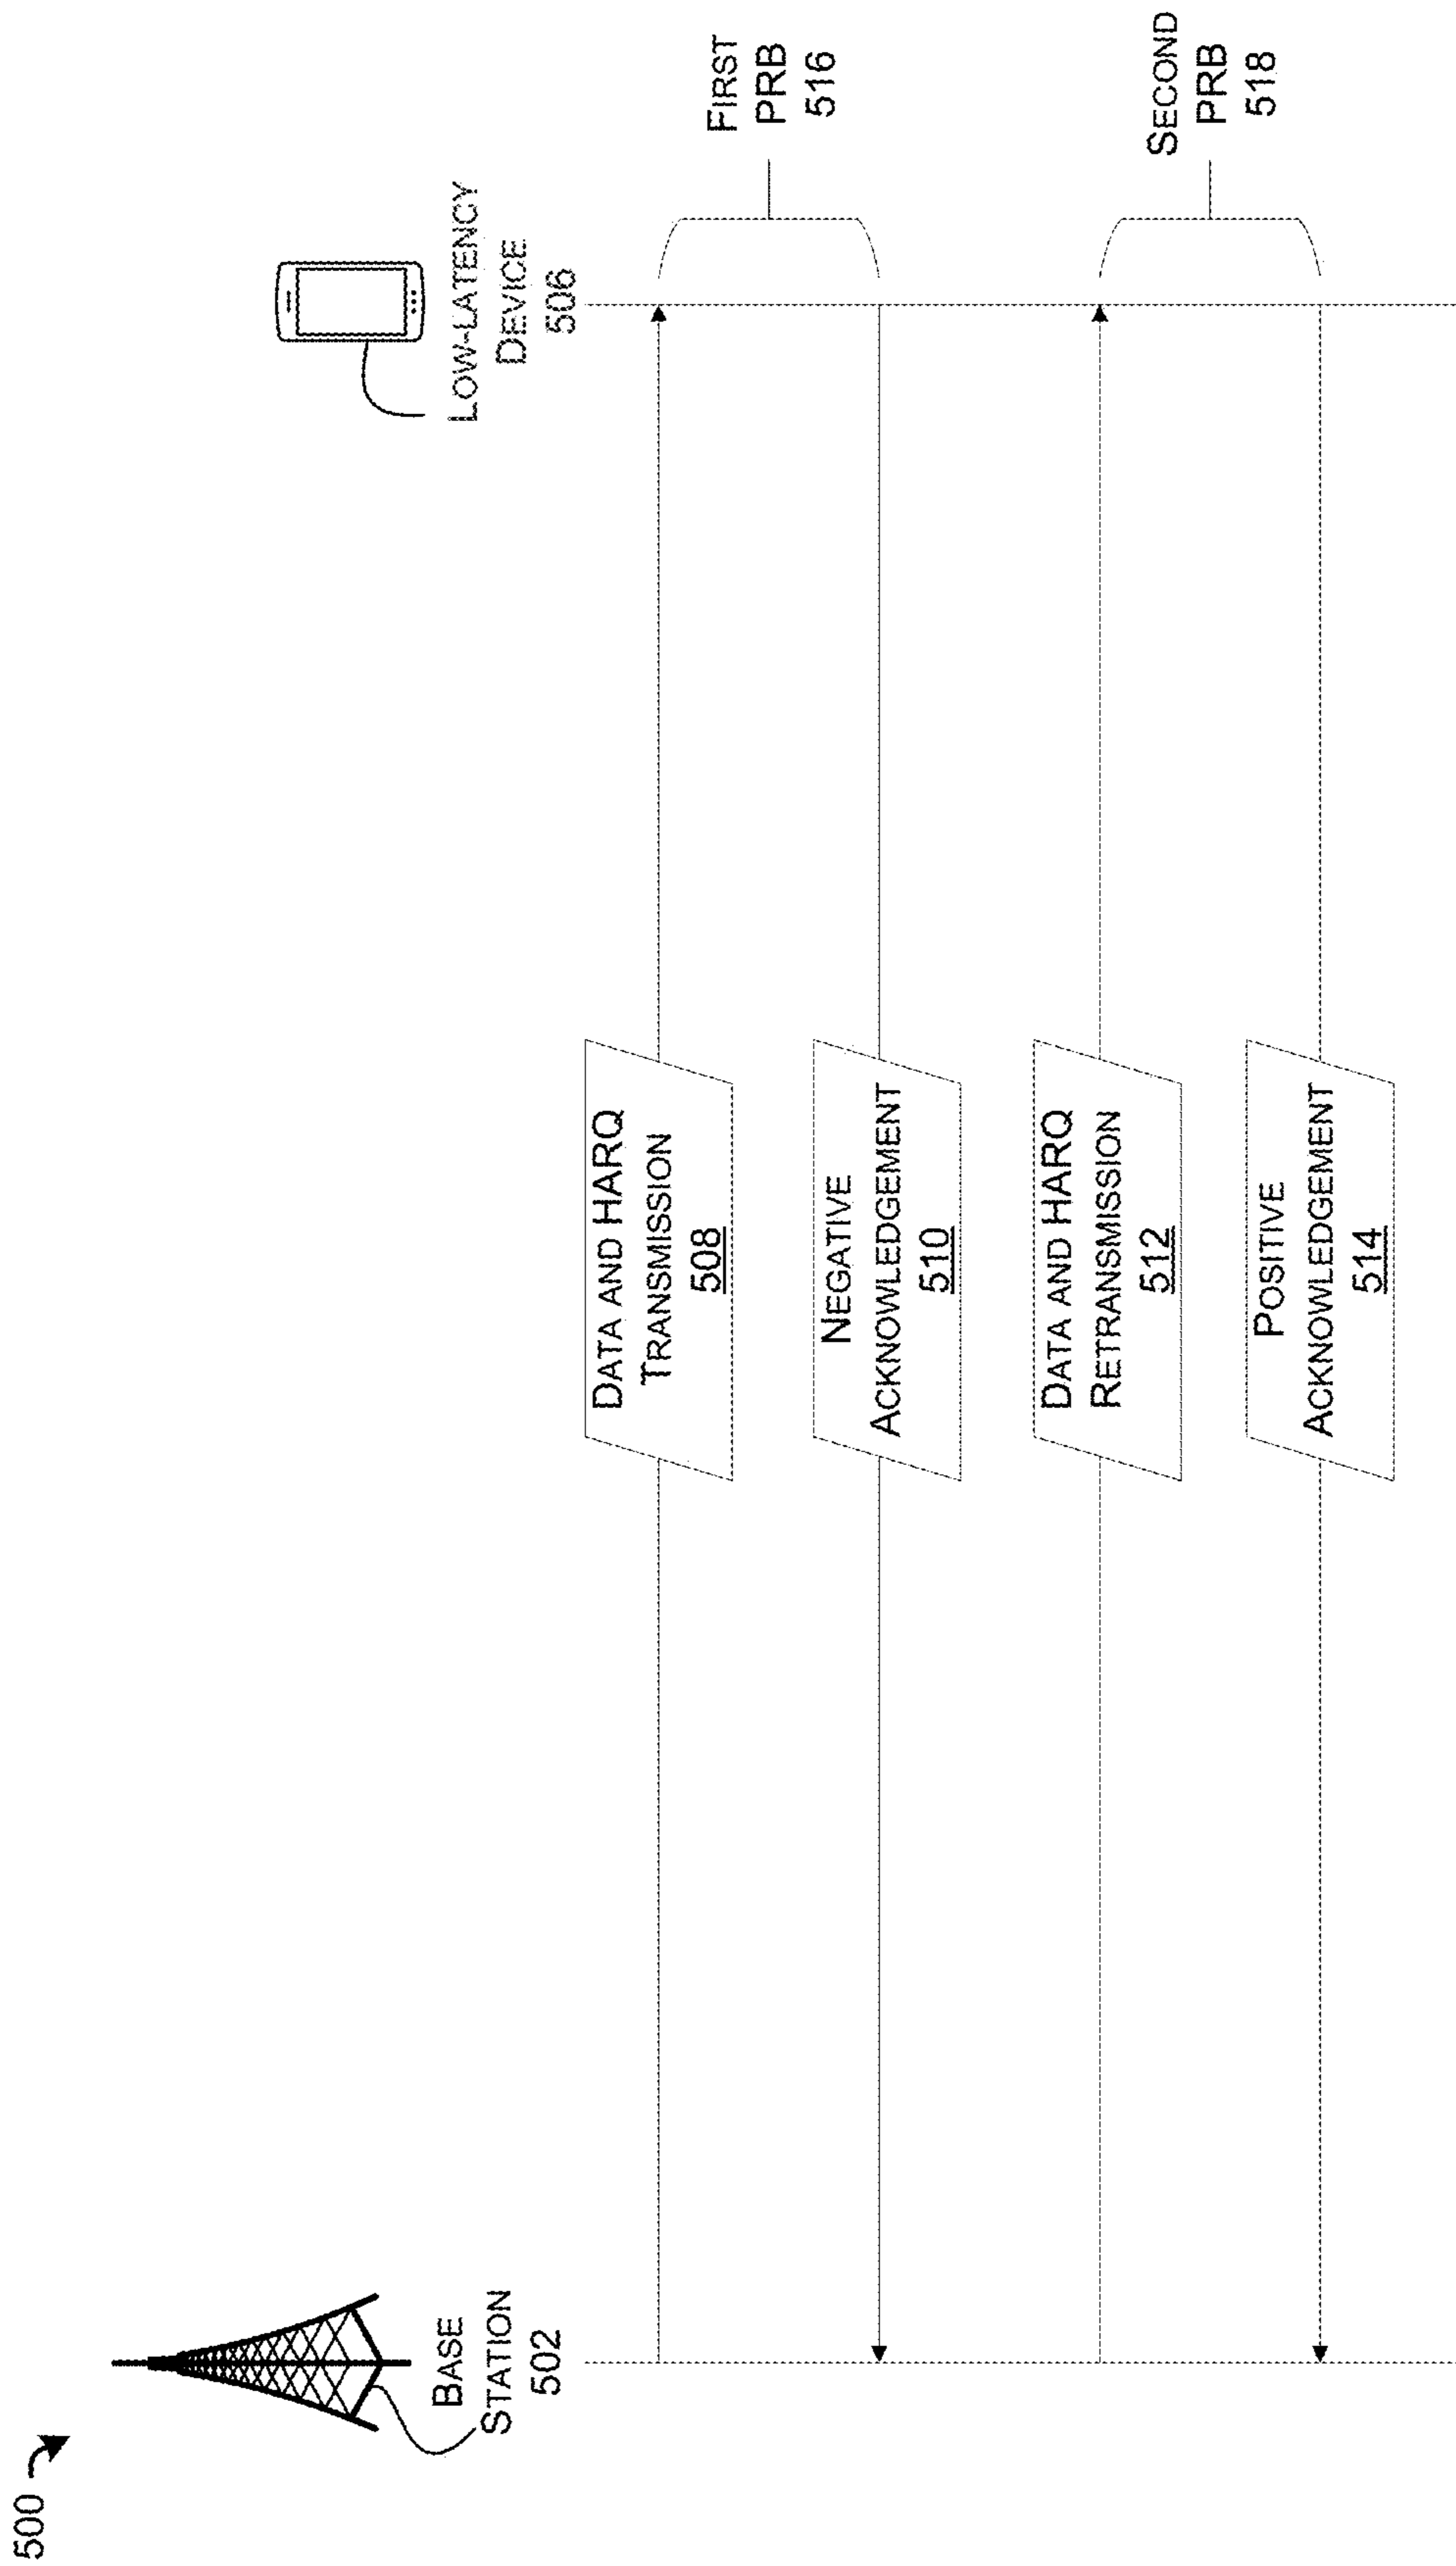 500
BASE
STATION
502
LOW-LATENCY
DEVICE
506
DATA AND HARQ
TRANSMISSION
508
NEGATIVE
ACKNOWLEDGEMENT
510
FIRST
PRB
516
DATA AND HARQ
RETRANSMISSION
512
POSITIVE
ACKNOWLEDGEMENT
514
SECOND
PRB
518